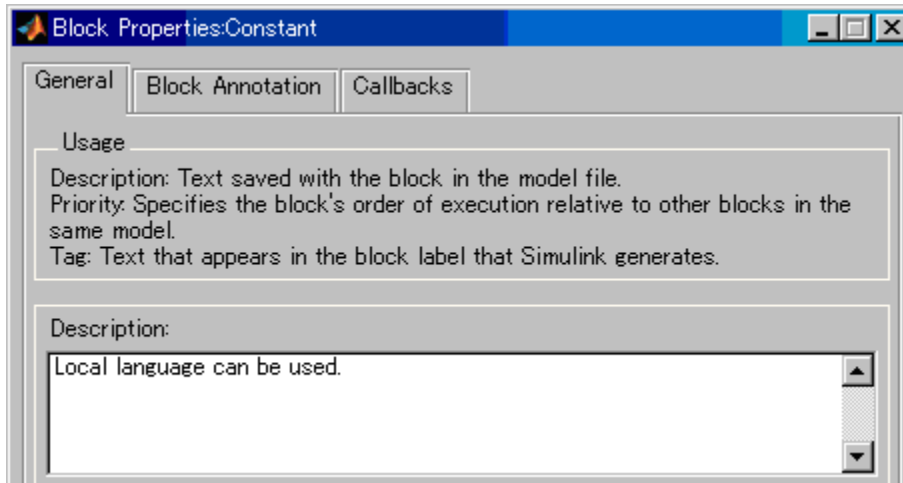 Block Properties:Constant
General Block Annotation Callbacks
Usage
Description: Text saved with the block in the model file.
Priority: Specifies the block's order of execution relative to other blocks in the
same model.
Tag: Text that appears in the block label that Simulink generates.
Description:
Local language can be used.